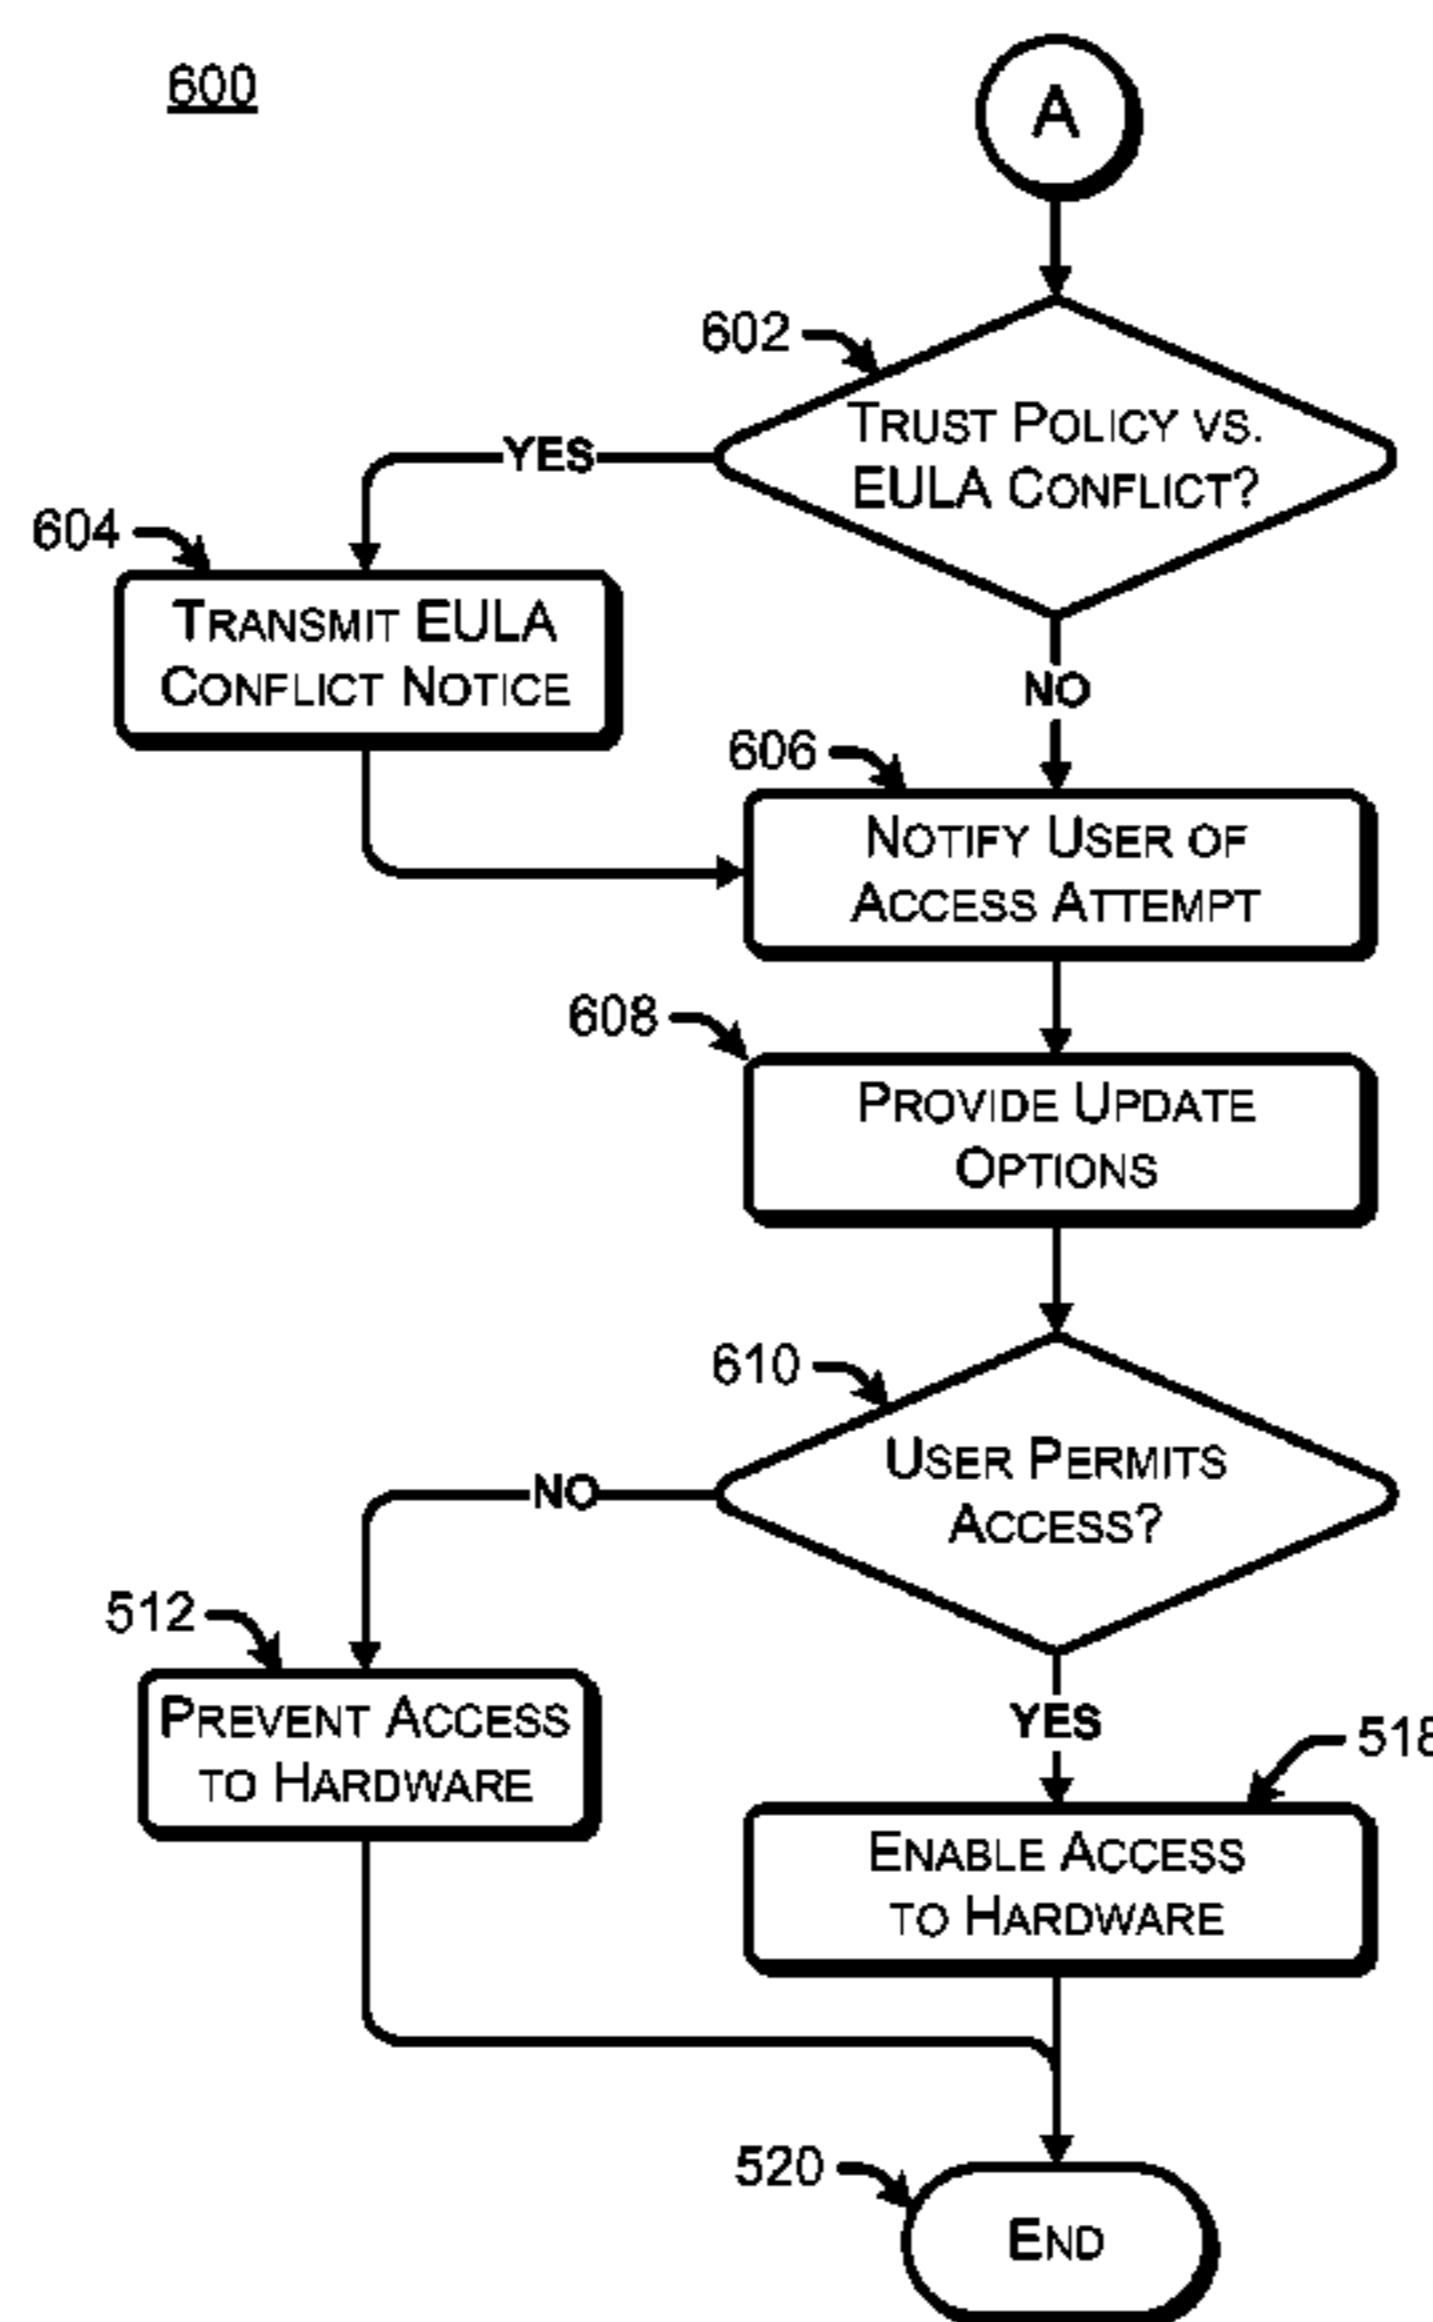 600
A
602
TRUST POLICY VS.
EULA CONFLICT?
YES
604
TRANSMIT EULA
CONFLICT NOTICE
NO
606
NOTIFY USER OF
ACCESS ATTEMPT
608
PROVIDE UPDATE
OPTIONS
610
USER PERMITS
ACCESS?
NO
512
PREVENT ACCESS
TO HARDWARE
YES
518
ENABLE ACCESS
TO HARDWARE
520
END